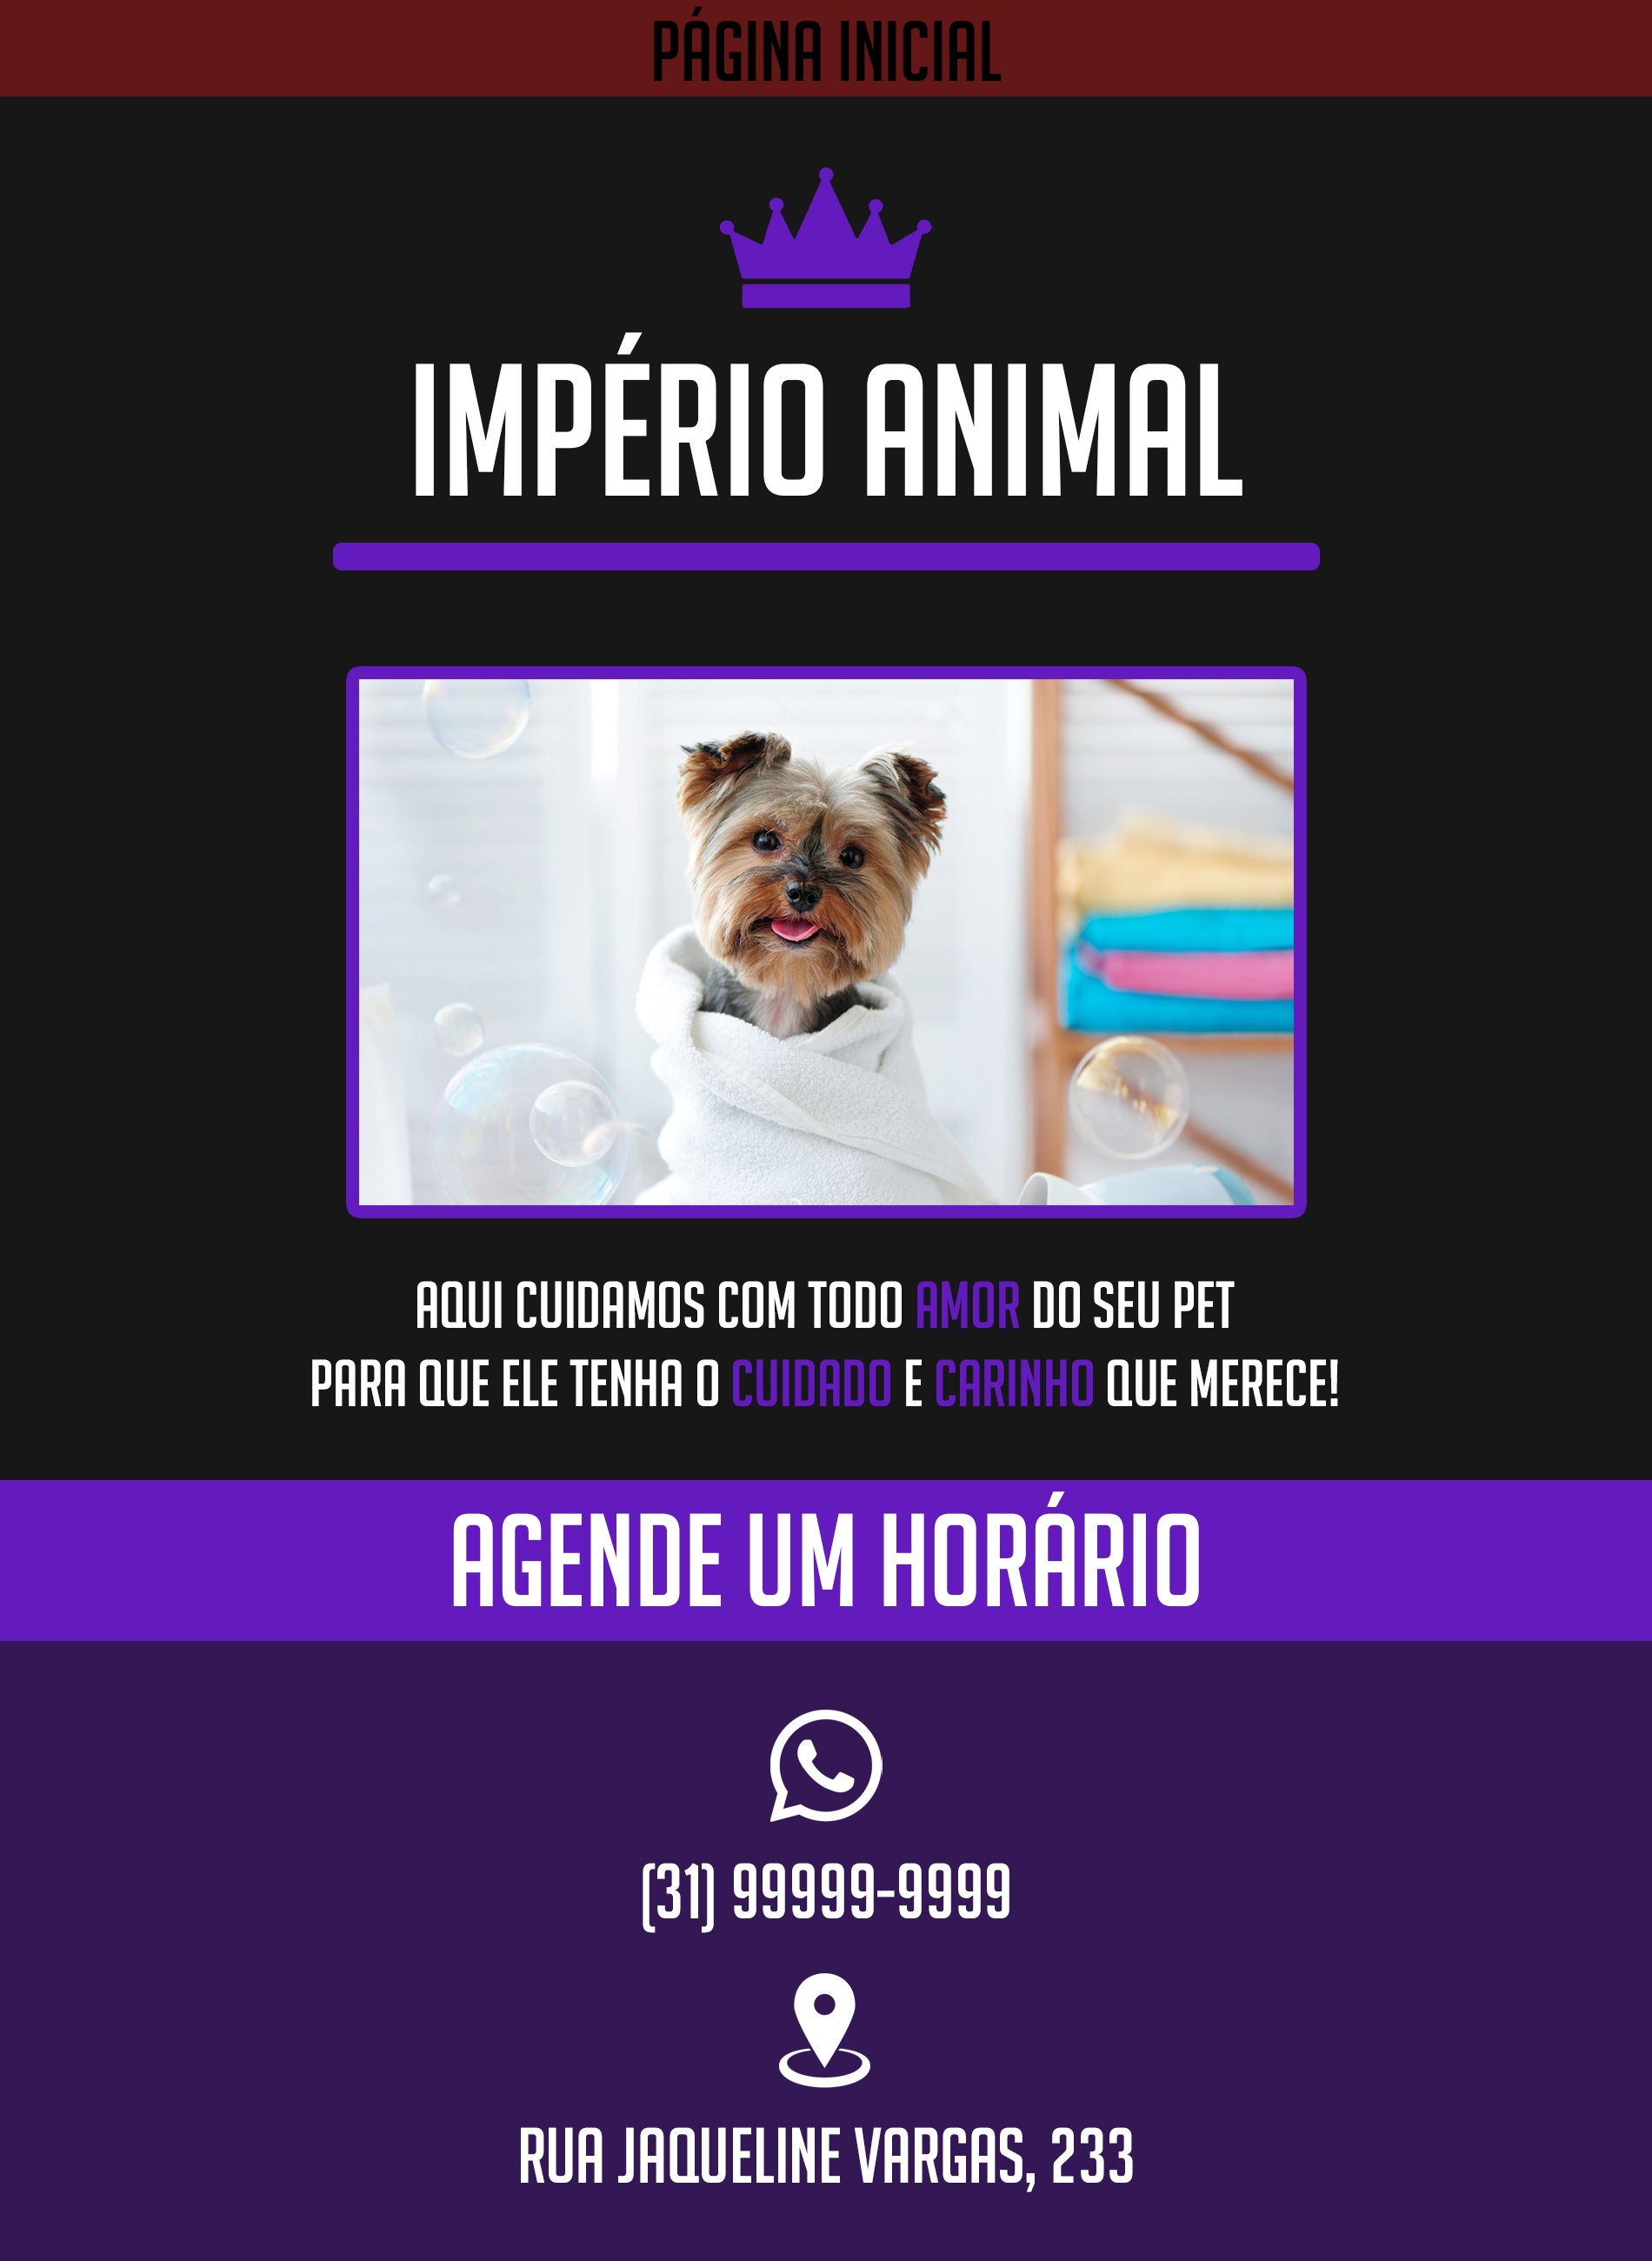 PÁGINA INICIAL
IMPÉRIO ANIMAL
AQUI CUIDAMOS COM TODO AMOR DO SEU PET
PARA QUE ELE TENHA O CUIDADO E CARINHO QUE MERECE!
AGENDE UM HORÁRIO
(31) 99999-9999
RUA JAQUELINE VARGAS, 233